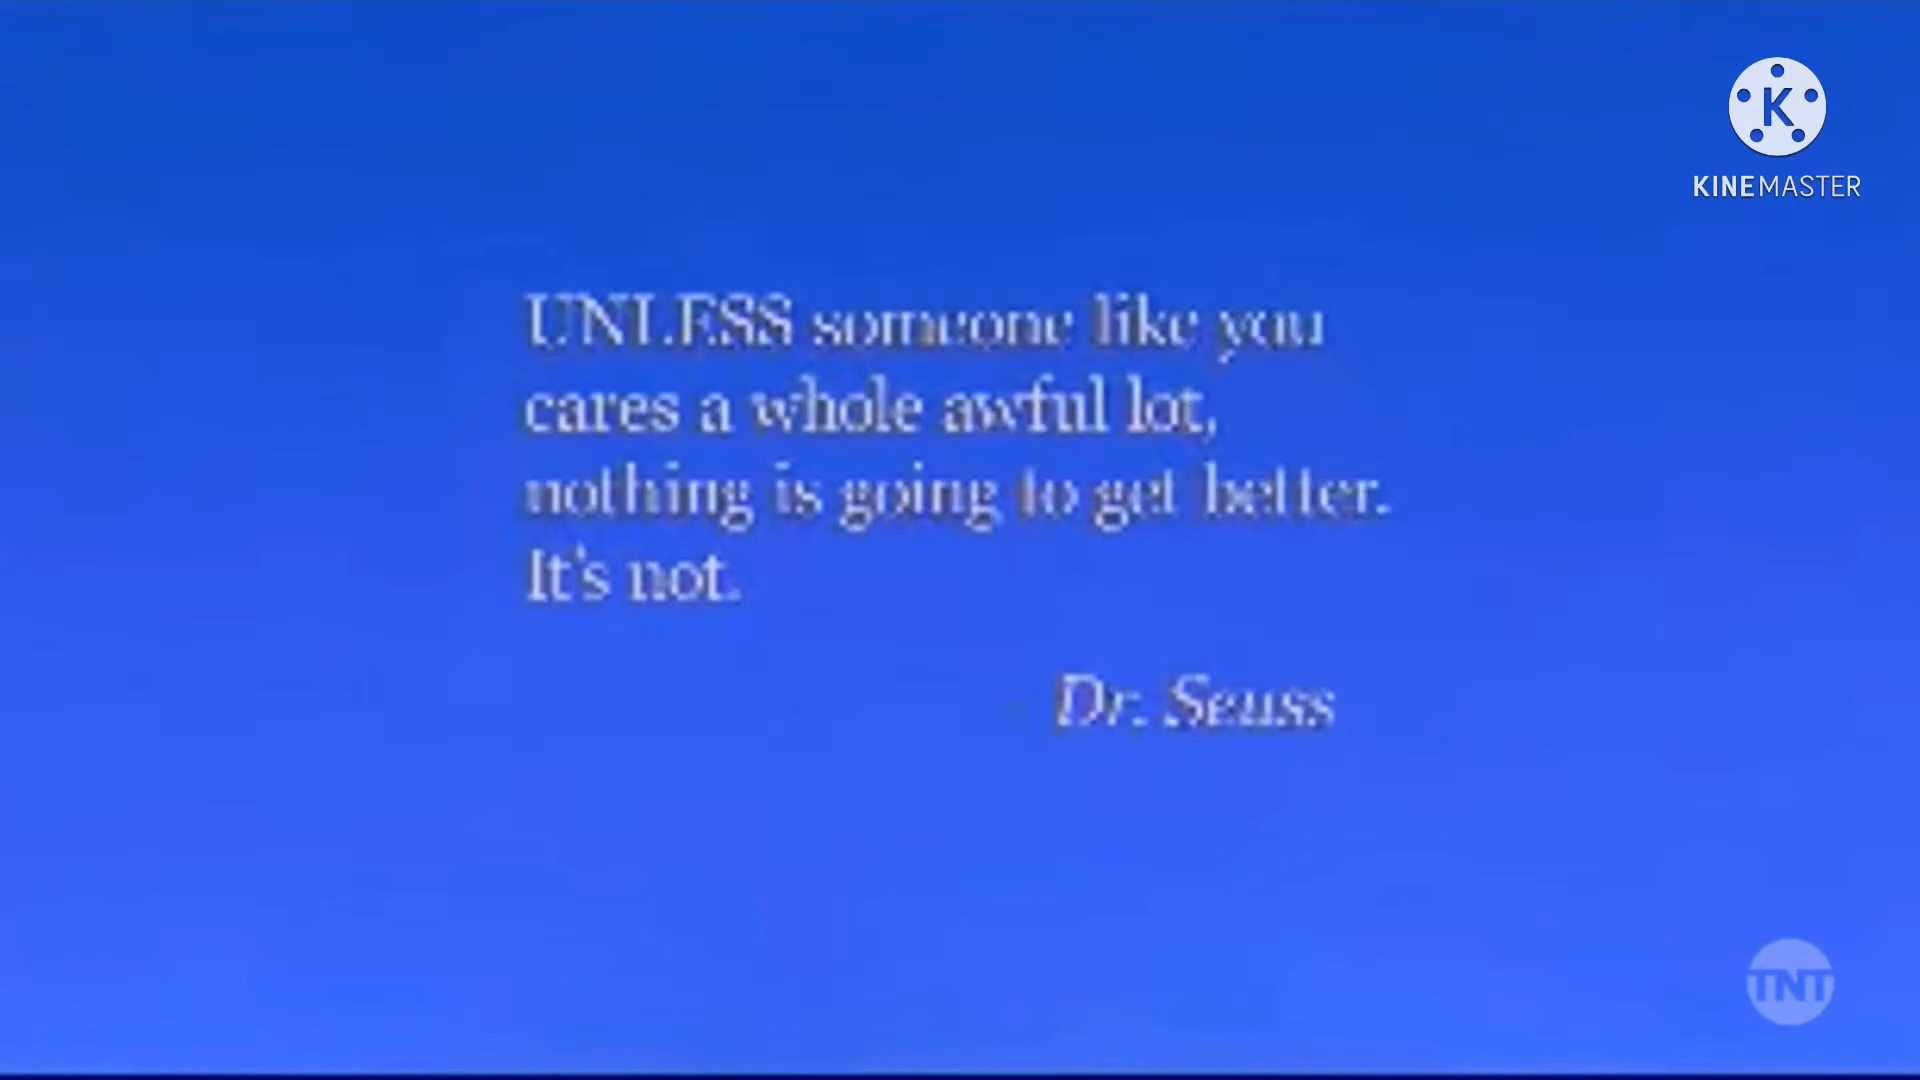 K
KINEMASTER
UNLESS someone like you
cares a whole awful lot,
nothing is going to get better.
It's not.
Dr. Seuss
TNT